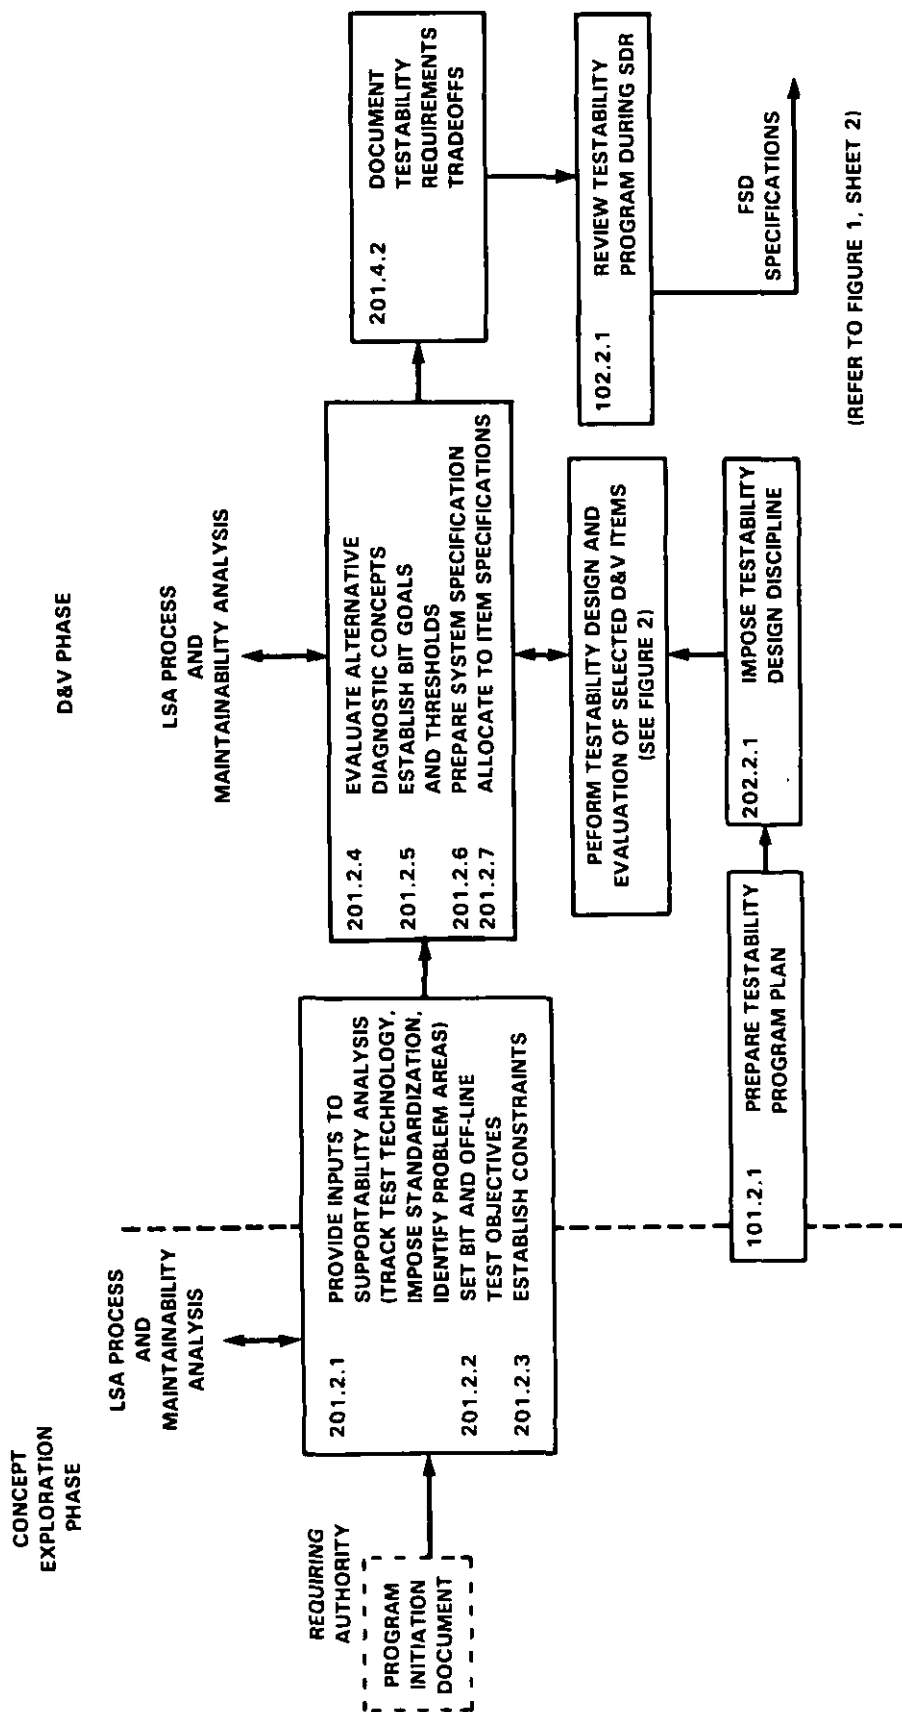 CONCEPT
EXPLORATION
PHASE
D&V PHASE
LSA PROCESS
AND
MAINTAINABILITY
ANALYSIS
LSA PROCESS
AND
MAINTAINABILITY ANALYSIS
REQUIRING
AUTHORITY
PROGRAM
INITIATION
DOCUMENT
201.2.1 PROVIDE INPUTS TO
SUPPORTABILITY ANALYSIS
(TRACK TEST TECHNOLOGY,
IMPOSE STANDARDIZATION,
IDENTIFY PROBLEM AREAS)
201.2.2 SET BIT AND OFF-LINE
TEST OBJECTIVES
201.2.3 ESTABLISH CONSTRAINTS
201.2.4 EVALUATE ALTERNATIVE
DIAGNOSTIC CONCEPTS
201.2.5 ESTABLISH BIT GOALS
AND THRESHOLDS
201.2.6 PREPARE SYSTEM SPECIFICATION
201.2.7 ALLOCATE TO ITEM SPECIFICATIONS
201.4.2 DOCUMENT
TESTABILITY
REQUIREMENTS
TRADEOFFS
PEFORM TESTABILITY DESIGN AND
EVALUATION OF SELECTED D&V ITEMS
(SEE FIGURE 2)
102.2.1 REVIEW TESTABILITY
PROGRAM DURING SDR
101.2.1 PREPARE TESTABILITY
PROGRAM PLAN
202.2.1 IMPOSE TESTABILITY
DESIGN DISCIPLINE
FSD
SPECIFICATIONS
(REFER TO FIGURE 1, SHEET 2)